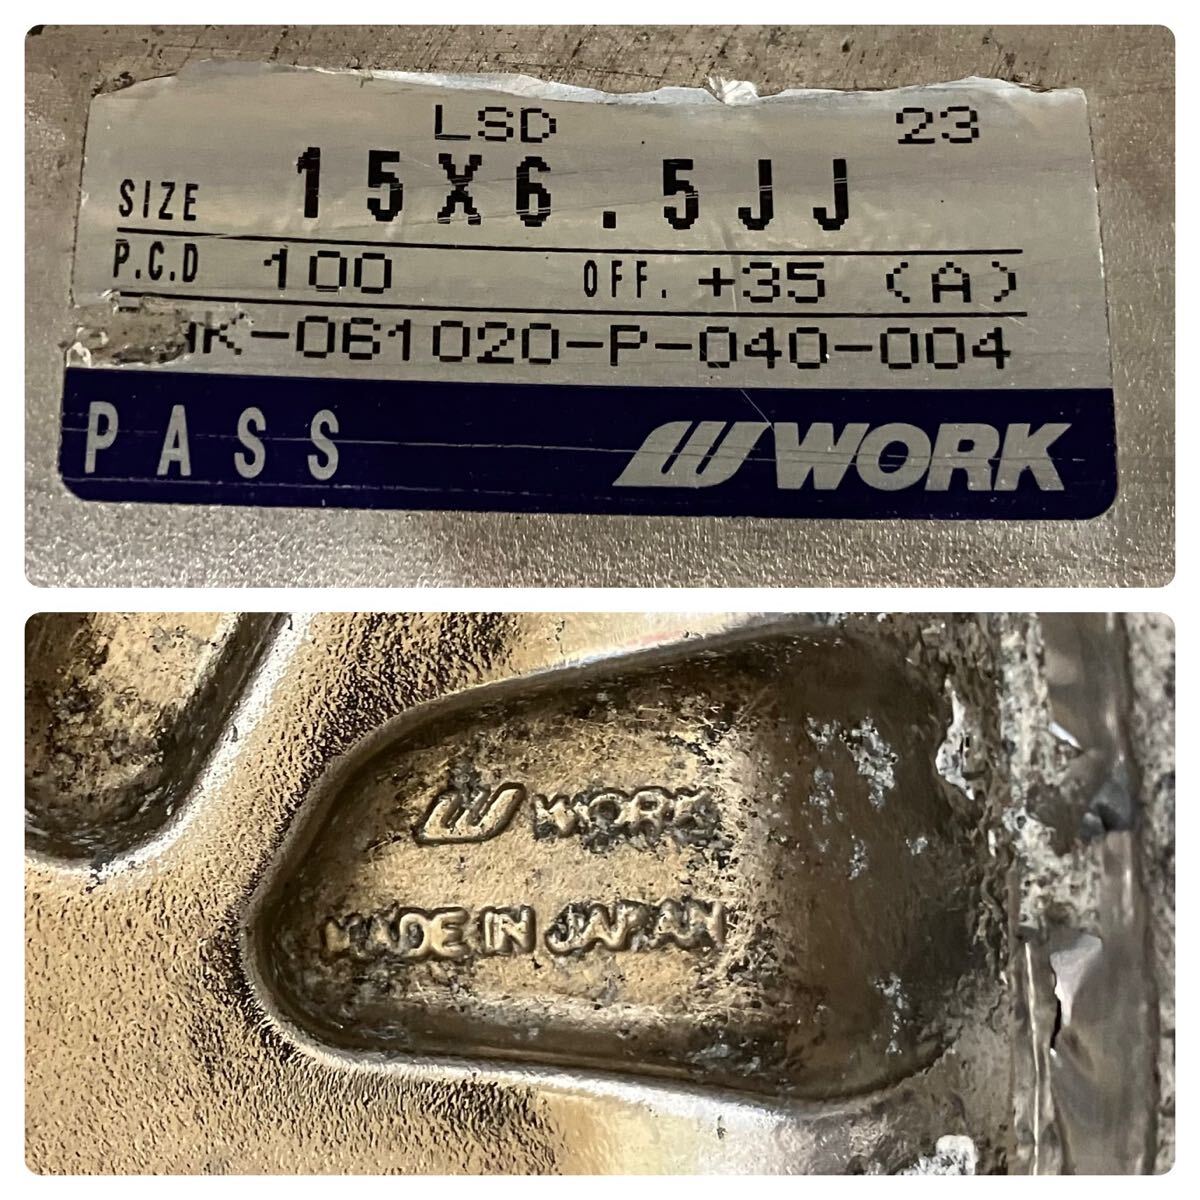 LSD 23
SIZE 15X6.5JJ
P.C.D 100 OFF. +35 (A)
-061020-P-040-004
PASS WORK
WORK
MADE IN JAPAN